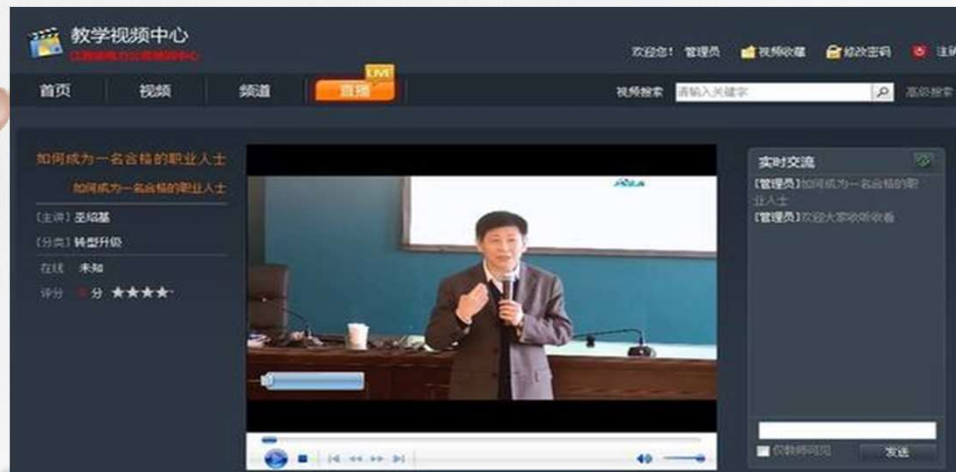 教学视频中心
欢迎您！ 管理员 视频收藏 修改密码
首页 视频 频道 直播 LIVE
视频搜索 请输入关键字 高级搜索
如何成为一名合格的职业人士
如何成为一名合格的职业人士
[主讲] 巫绍基
[分类] 转型升级
在线 未知
评分 分 ★★★★
实时交流
[管理员]如何成为一名合格的职
业人士
[管理员]欢迎大家收听收看
仅教师可见 发送